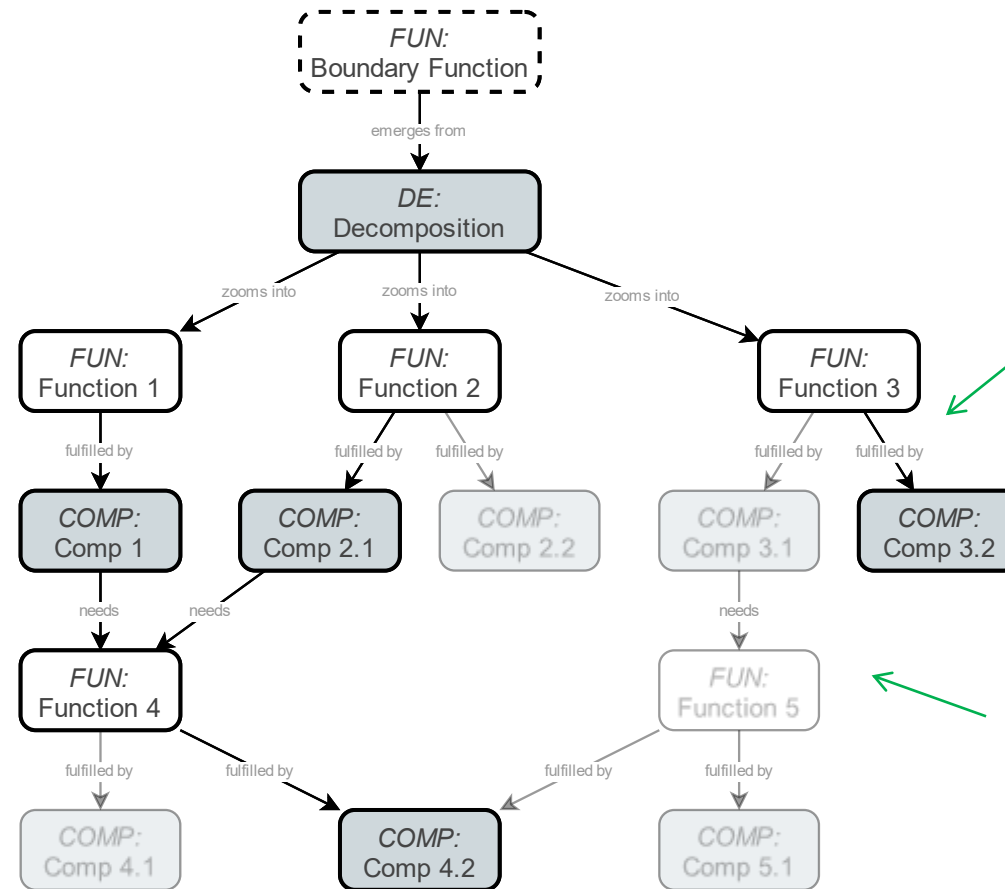 FUN:
Boundary Function
emerges from
DE:
Decomposition
zooms into
zooms into
zooms into
FUN:
Function 1
FUN:
Function 2
FUN:
Function 3
fulfilled by
fulfilled by
fulfilled by
fulfilled by
fulfilled by
COMP:
Comp 1
COMP:
Comp 2.1
COMP:
Comp 2.2
COMP:
Comp 3.1
COMP:
Comp 3.2
needs
needs
needs
FUN:
Function 4
FUN:
Function 5
fulfilled by
fulfilled by
fulfilled by
fulfilled by
COMP:
Comp 4.1
COMP:
Comp 4.2
COMP:
Comp 5.1